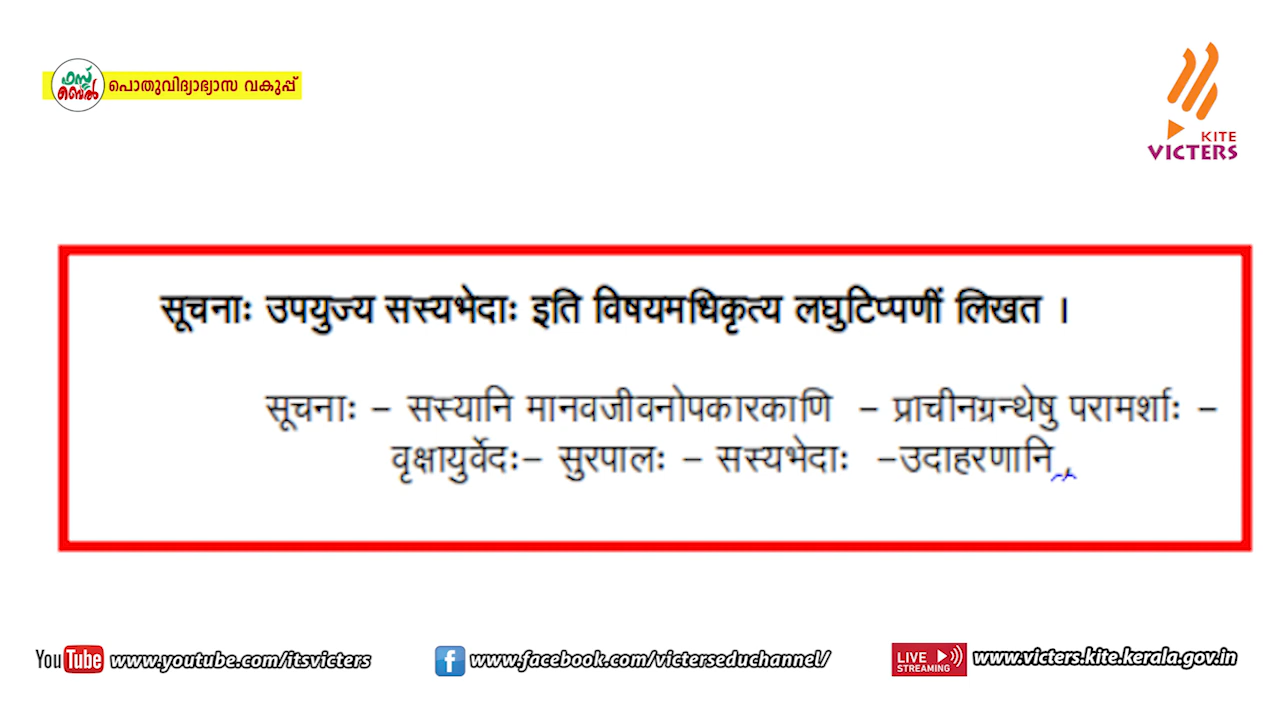 ഫസ്റ്റ്
ബെൽ
പൊതുവിദ്യാഭ്യാസ വകുപ്പ്
KITE
VICTERS
सूचनाः उपयुज्य सस्यभेदाः इति विषयमधिकृत्य लघुटिप्पणीं लिखत ।
सूचनाः – सस्यानि मानवजीवनोपकारकाणि – प्राचीनग्रन्थेषु परामर्शाः –
वृक्षायुर्वेदः– सुरपालः – सस्यभेदाः –उदाहरणानि
YouTube www.youtube.com/itsvicters
f www.facebook.com/victerseduchannel/
LIVE STREAMING www.victers.kite.kerala.gov.in